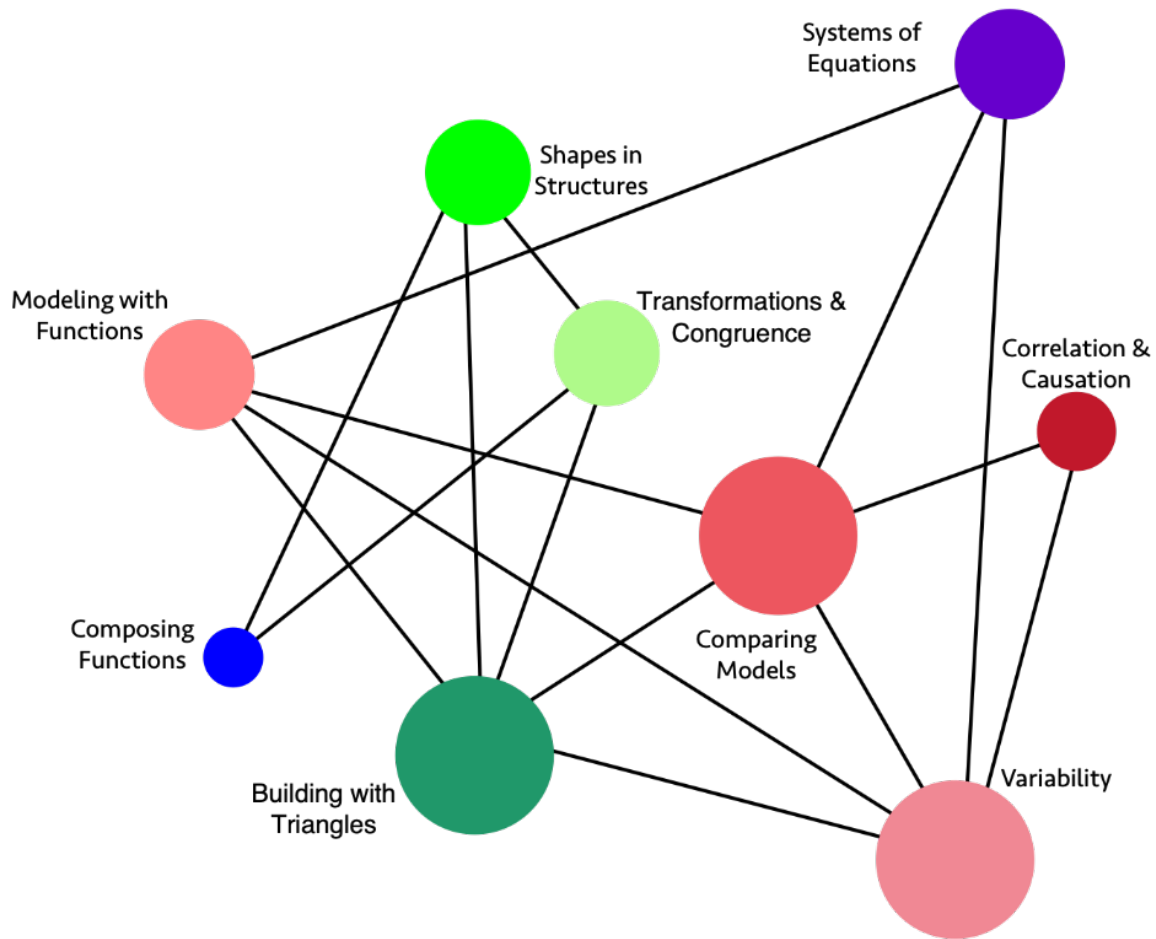 Systems of
Equations
Shapes in
Structures
Modeling with
Functions
Transformations &
Congruence
Correlation &
Causation
Composing
Functions
Comparing
Models
Building with
Triangles
Variability